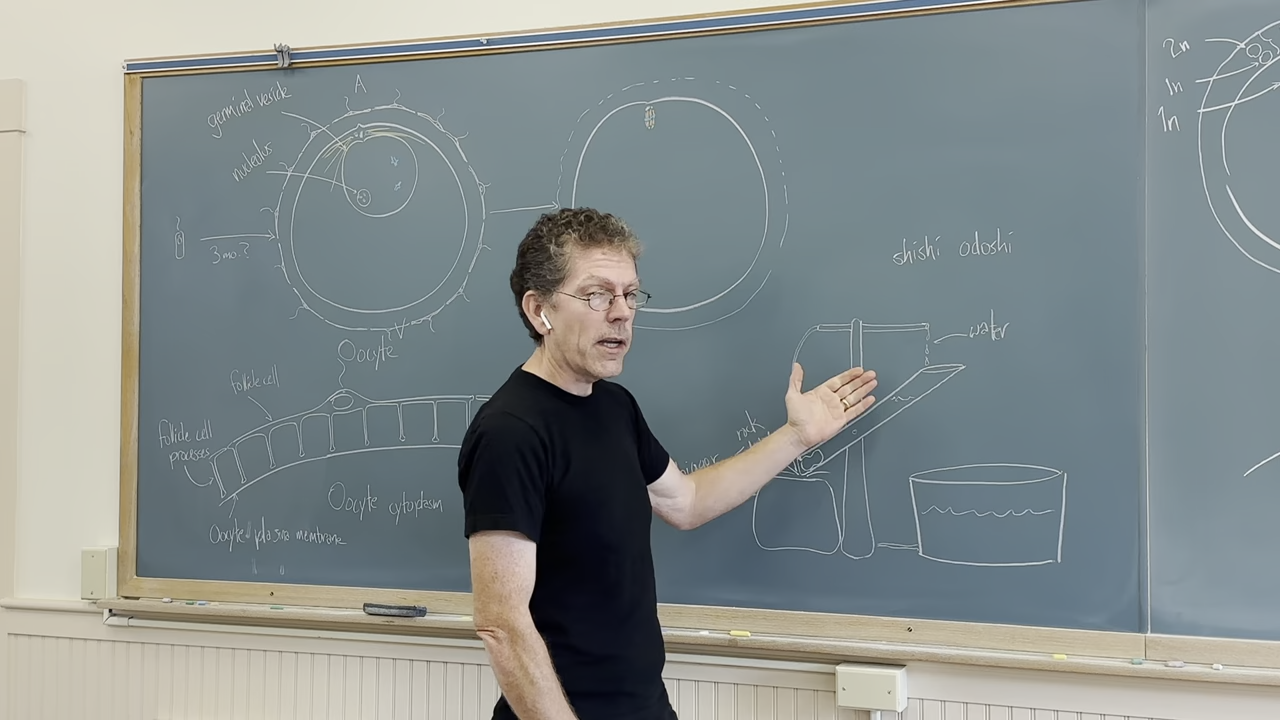 germinal vesicle
A
nucleolus
3 mo.?
V
Oocyte
follicle cell
follicle cell
processes
Oocyte cytoplasm
Oocyte plasma membrane
shishi odoshi
water
rock
2n
1n
1n